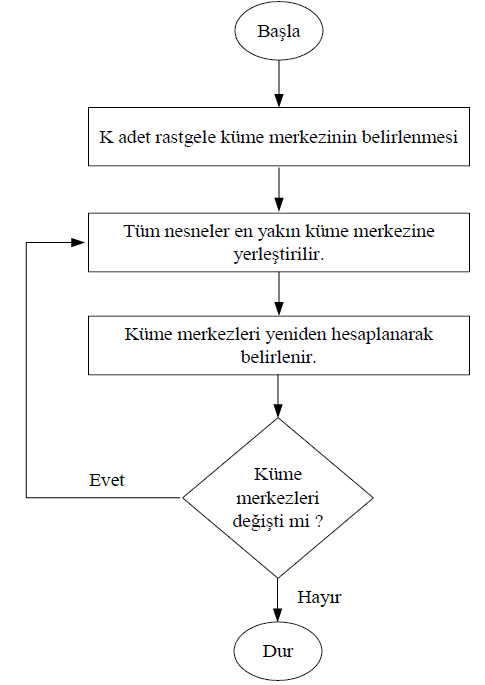 Başla
K adet rastgele küme merkezinin belirlenmesi
Tüm nesneler en yakın küme merkezine
yerleştirilir.
Küme merkezleri yeniden hesaplanarak
belirlenir.
Küme
merkezleri
değişti mi ?
Evet
Hayır
Dur